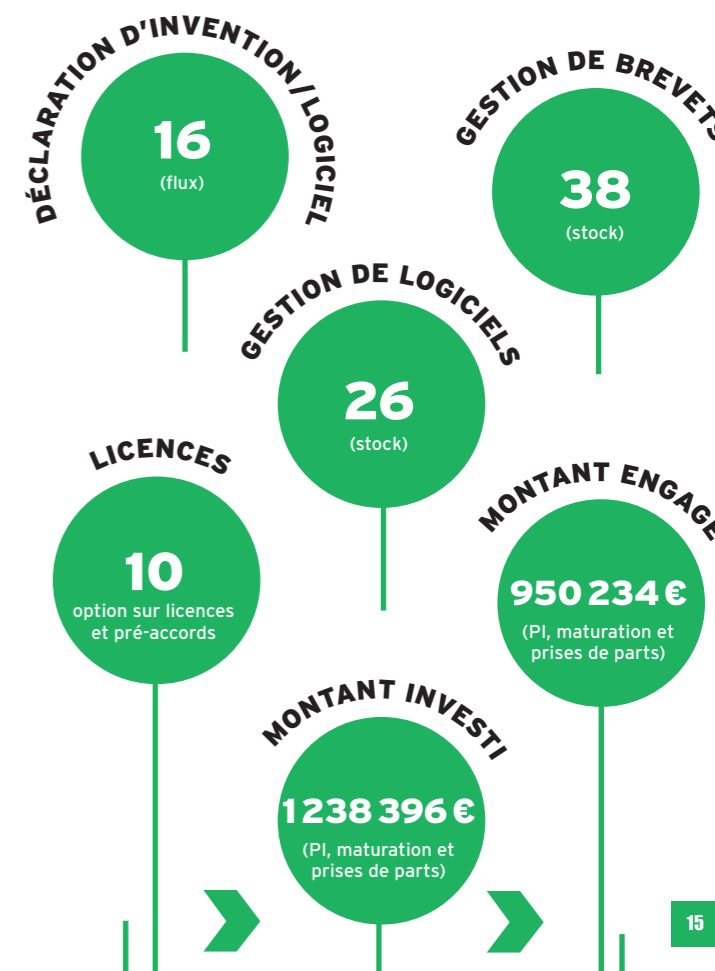 DÉCLARATION D'INVENTION/LOGICIEL
16
(flux)
GESTION DE BREVETS
38
(stock)
GESTION DE LOGICIELS
26
(stock)
LICENCES
10
option sur licences
et pré-accords
MONTANT ENGAGÉ
950 234 €
(PI, maturation et
prises de parts)
MONTANT INVESTI
1 238 396 €
(PI, maturation et
prises de parts)
15